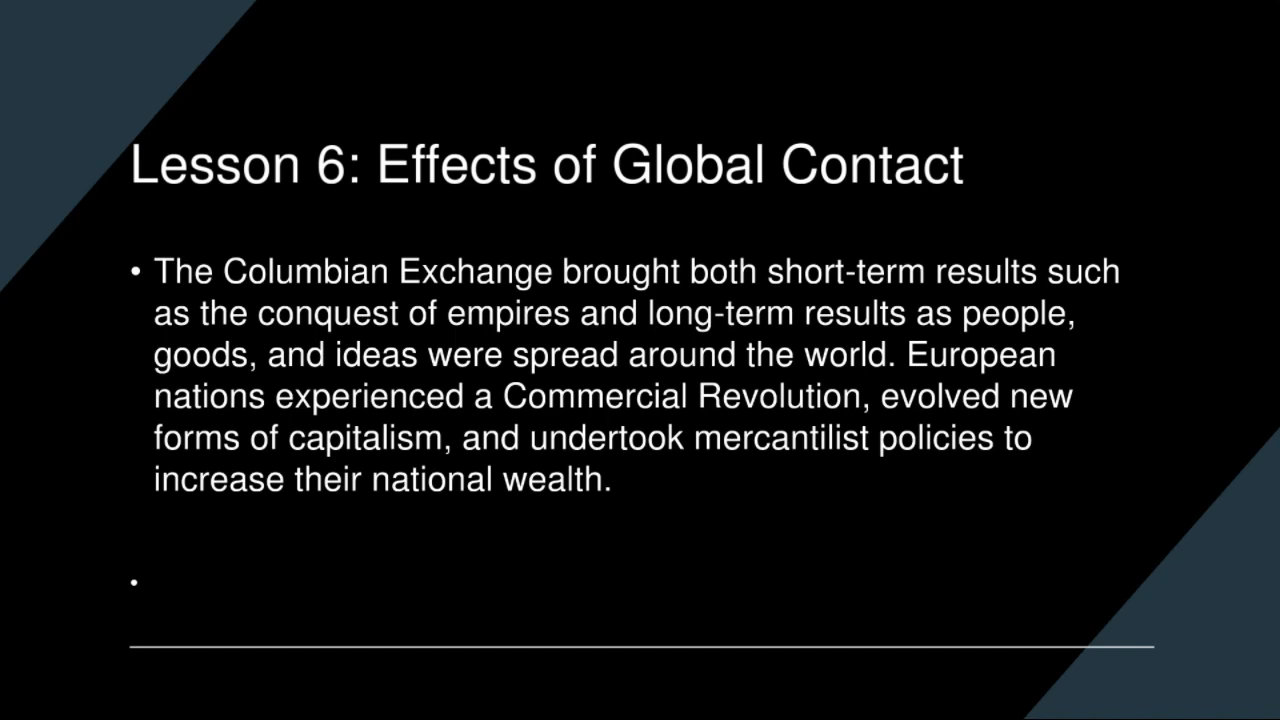 Lesson 6: Effects of Global Contact
• The Columbian Exchange brought both short-term results such
as the conquest of empires and long-term results as people,
goods, and ideas were spread around the world. European
nations experienced a Commercial Revolution, evolved new
forms of capitalism, and undertook mercantilist policies to
increase their national wealth.
•